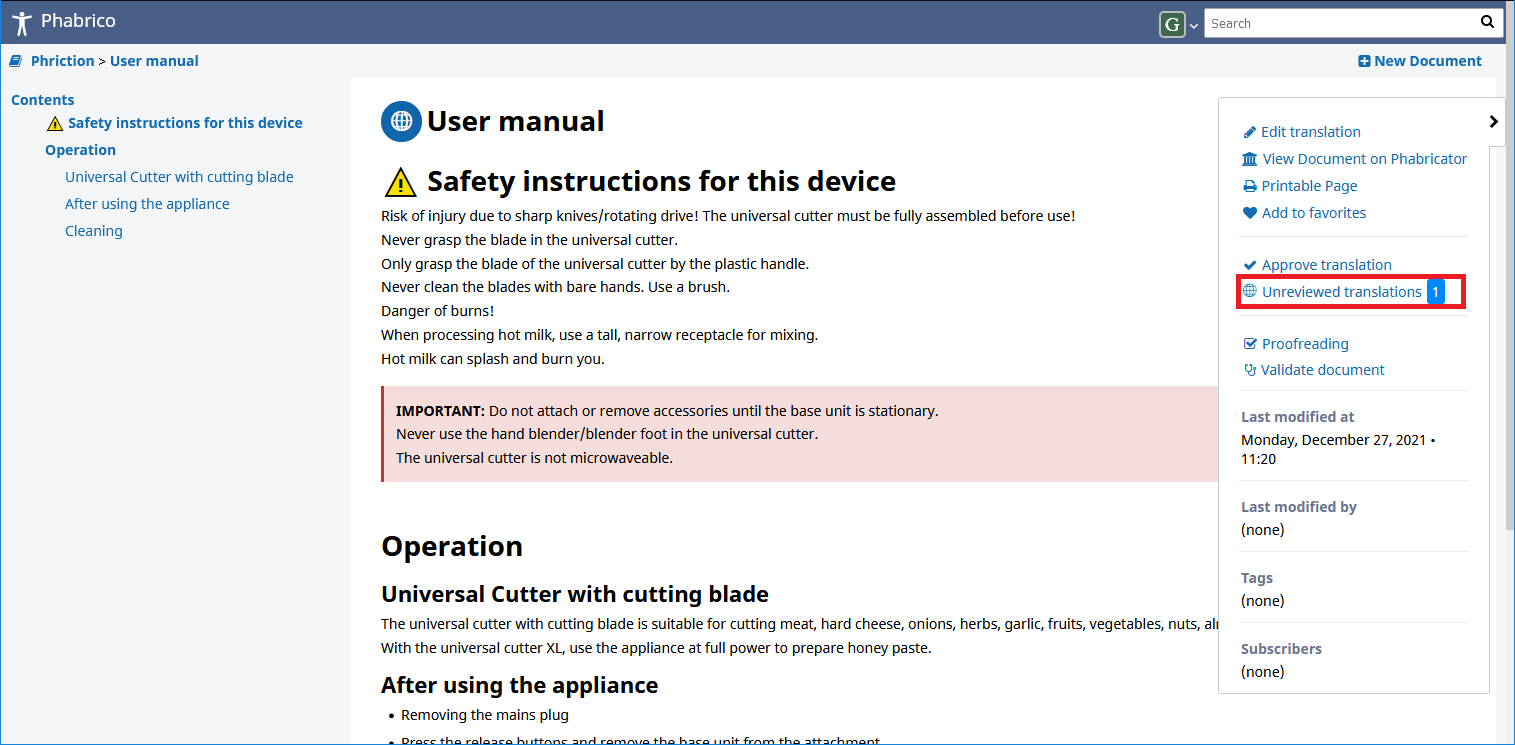 Phabrico
G
Search
Phriction > User manual
New Document
Contents
Safety instructions for this device
Operation
Universal Cutter with cutting blade
After using the appliance
Cleaning
User manual
Safety instructions for this device
Risk of injury due to sharp knives/rotating drive! The universal cutter must be fully assembled before use!
Never grasp the blade in the universal cutter.
Only grasp the blade of the universal cutter by the plastic handle.
Never clean the blades with bare hands. Use a brush.
Danger of burns!
When processing hot milk, use a tall, narrow receptacle for mixing.
Hot milk can splash and burn you.
IMPORTANT: Do not attach or remove accessories until the base unit is stationary.
Never use the hand blender/blender foot in the universal cutter.
The universal cutter is not microwaveable.
Operation
Universal Cutter with cutting blade
The universal cutter with cutting blade is suitable for cutting meat, hard cheese, onions, herbs, garlic, fruits, vegetables, nuts,
With the universal cutter XL, use the appliance at full power to prepare honey paste.
After using the appliance
• Removing the mains plug
• Press the release buttons and remove the base unit from the attachment
Edit translation
View Document on Phabricator
Printable Page
Add to favorites
Approve translation
Unreviewed translations 1
Proofreading
Validate document
Last modified at
Monday, December 27, 2021 •
11:20
Last modified by
(none)
Tags
(none)
Subscribers
(none)